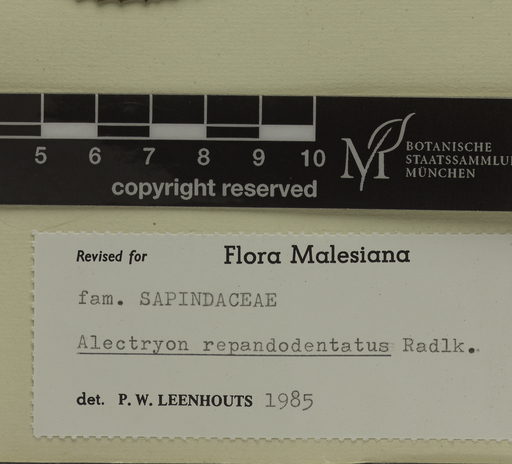 5 6 7 8 9 10
copyright reserved
M BOTANISCHE
STAATSSAMMLU
MÜNCHEN
Revised for Flora Malesiana
fam. SAPINDACEAE
Alectryon repandodentatus Radlk.
det. P. W. LEENHOUTS 1985